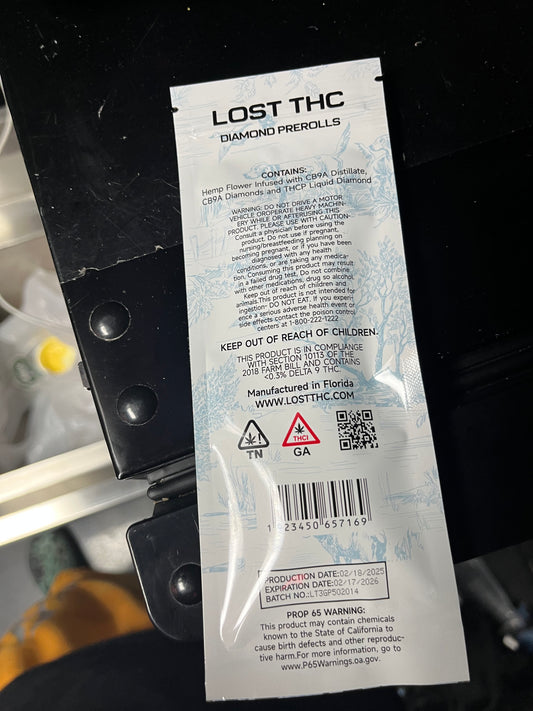 LOST THC
DIAMOND PREROLLS
CONTAINS:
Hemp Flower Infused with CB9A Distillate,
CB9A Diamonds and THCP Liquid Diamond
WARNING: DO NOT DRIVE A MOTOR
VEHICLE OROPERATE HEAVY MACHIN-
ERY WHILE OR AFTERUSING THIS
PRODUCT. PLEASE USE WITH CAUTION-
Consult a physician before using the
product. Do not use if pregnant,
nursing/breastfeeding planning on
becoming pregnant, or if you have been
diagnosed with any health
conditions, or are taking any medica-
tion. Consuming this product may result
in a failed drug test. Do not combine
with other medications, drug so alcohol,
Keep out of reach of children and
animals.This product is not intended for
ingestion- DO NOT EAT. If you experi-
ence a serious adverse health event or
side effects contact the poison control
centers at 1-800-222-1222
KEEP OUT OF REACH OF CHILDREN.
THIS PRODUCT IS IN COMPLIANGE
WITH SECTION 10113 OF THE
2018 FARM BILL AND CONTAINS
<0.3% DELTA 9 THC
Manufactured in Florida
WWW.LOSTTHC.COM
!
TN
THCI
GA
1 23450 657169
PRODUCTION DATE:02/18/2025
EXPIRATION DATE:02/17/2026
BATCH NO.:LT3GP502014
PROP 65 WARNING:
This product may contain chemicals
known to the State of California to
cause birth defects and other reproduc-
tive harm.For more information, go to
www.P65Warnings.oa.gov.